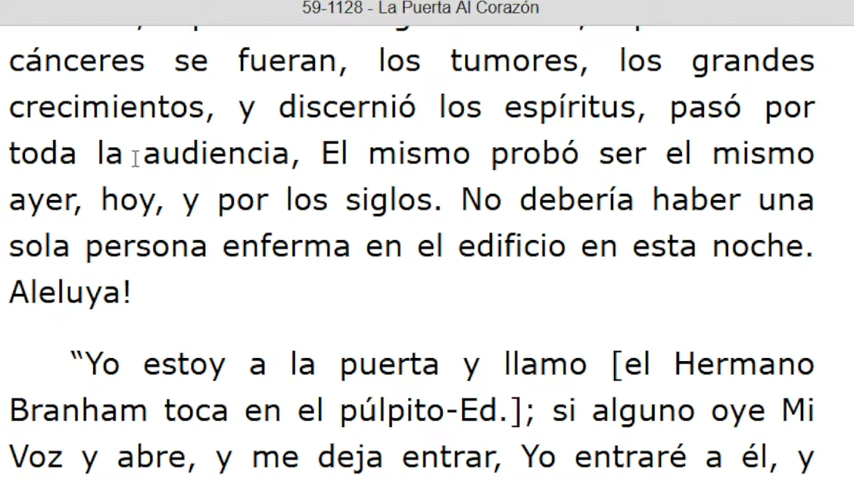 59-1128 - La Puerta Al Corazón
cánceres se fueran, los tumores, los grandes
crecimientos, y discernió los espíritus, pasó por
toda la audiencia, El mismo probó ser el mismo
ayer, hoy, y por los siglos. No debería haber una
sola persona enferma en el edificio en esta noche.
Aleluya!
“Yo estoy a la puerta y llamo [el Hermano
Branham toca en el púlpito-Ed.]; si alguno oye Mi
Voz y abre, y me deja entrar, Yo entraré a él, y